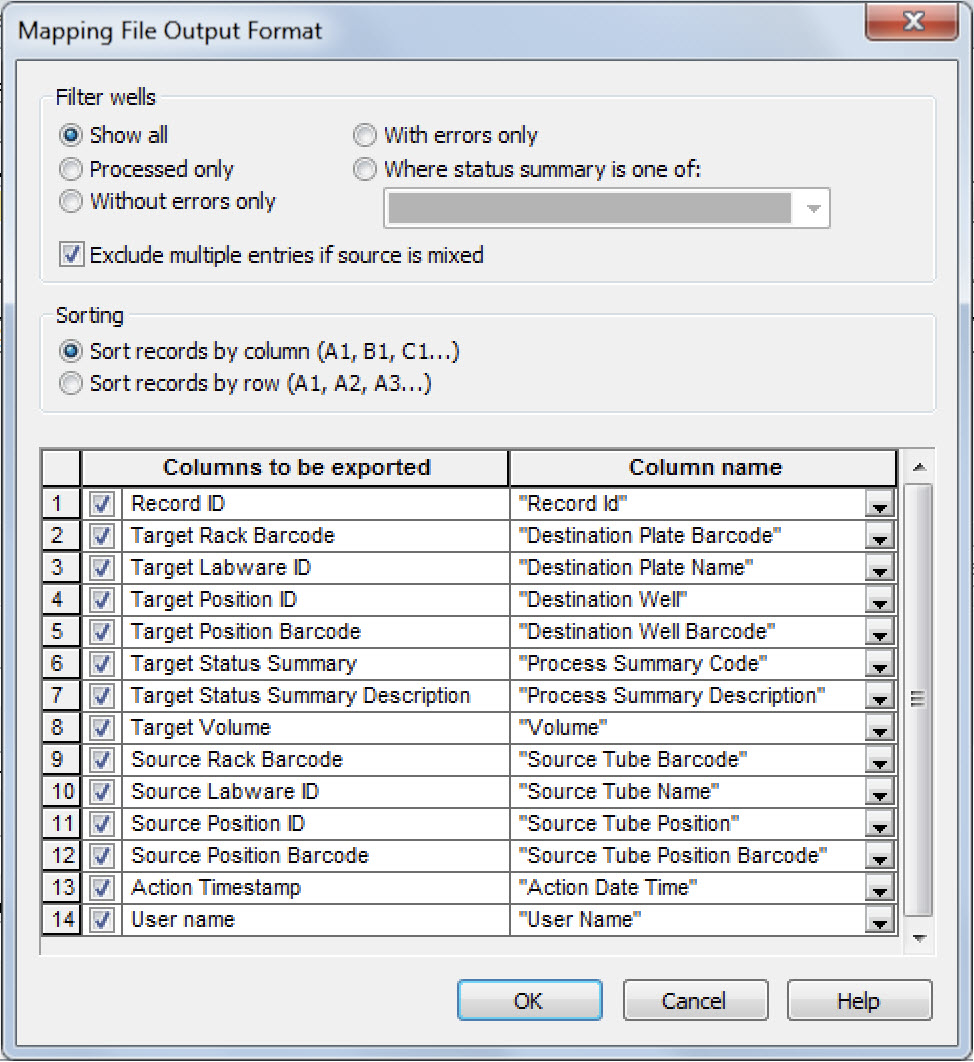 Mapping File Output Format
Filter wells
Show all
With errors only
Processed only
Where status summary is one of:
Without errors only
Exclude multiple entries if source is mixed
Sorting
Sort records by column (A1, B1, C1...)
Sort records by row (A1, A2, A3...)
Columns to be exported Column name
1 Record ID "Record Id"
2 Target Rack Barcode "Destination Plate Barcode"
3 Target Labware ID "Destination Plate Name"
4 Target Position ID "Destination Well"
5 Target Position Barcode "Destination Well Barcode"
6 Target Status Summary "Process Summary Code"
7 Target Status Summary Description "Process Summary Description"
8 Target Volume "Volume"
9 Source Rack Barcode "Source Tube Barcode"
10 Source Labware ID "Source Tube Name"
11 Source Position ID "Source Tube Position"
12 Source Position Barcode "Source Tube Position Barcode"
13 Action Timestamp "Action Date Time"
14 User name "User Name"
OK Cancel Help